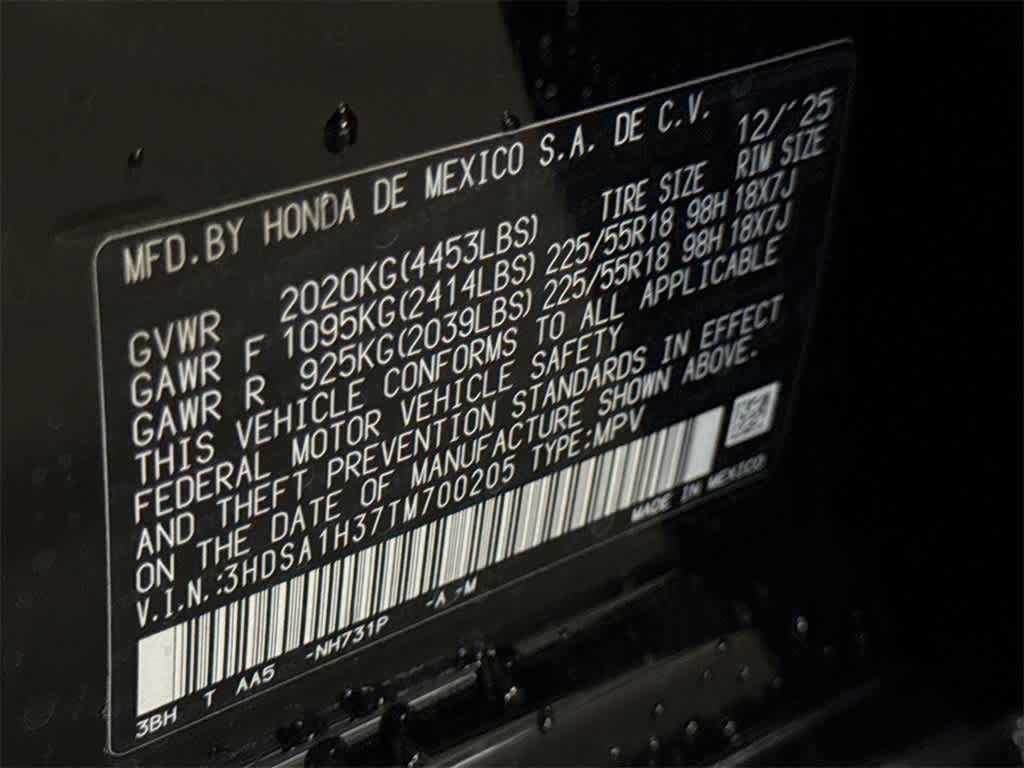 MFD.BY HONDA DE MEXICO S.A. DE C.V. 12/'25
TIRE SIZE RIM SIZE
GVWR 2020KG(4453LBS)
GAWR F 1095KG(2414LBS) 225/55R18 98H 18X7J
GAWR R 925KG(2039LBS) 225/55R18 98H 18X7J
THIS VEHICLE CONFORMS TO ALL APPLICABLE
FEDERAL MOTOR VEHICLE SAFETY
AND THEFT PREVENTION STANDARDS IN EFFECT
ON THE DATE OF MANUFACTURE SHOWN ABOVE.
V.I.N.:3HDSA1H37TM700205 TYPE:MPV
MADE IN MEXICO
3BH T AA5 -NH731P -A -M